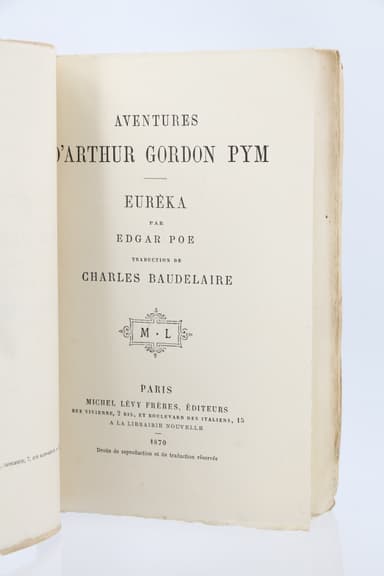 AVENTURES
D'ARTHUR GORDON PYM
EURÊKA
PAR
EDGAR POE
TRADUCTION DE
CHARLES BAUDELAIRE
M · L
PARIS
MICHEL LÉVY FRÈRES, ÉDITEURS
RUE VIVIENNE, 2 BIS, ET BOULEVARD DES ITALIENS, 15
A LA LIBRAIRIE NOUVELLE
1870
Droits de reproduction et de traduction réservés